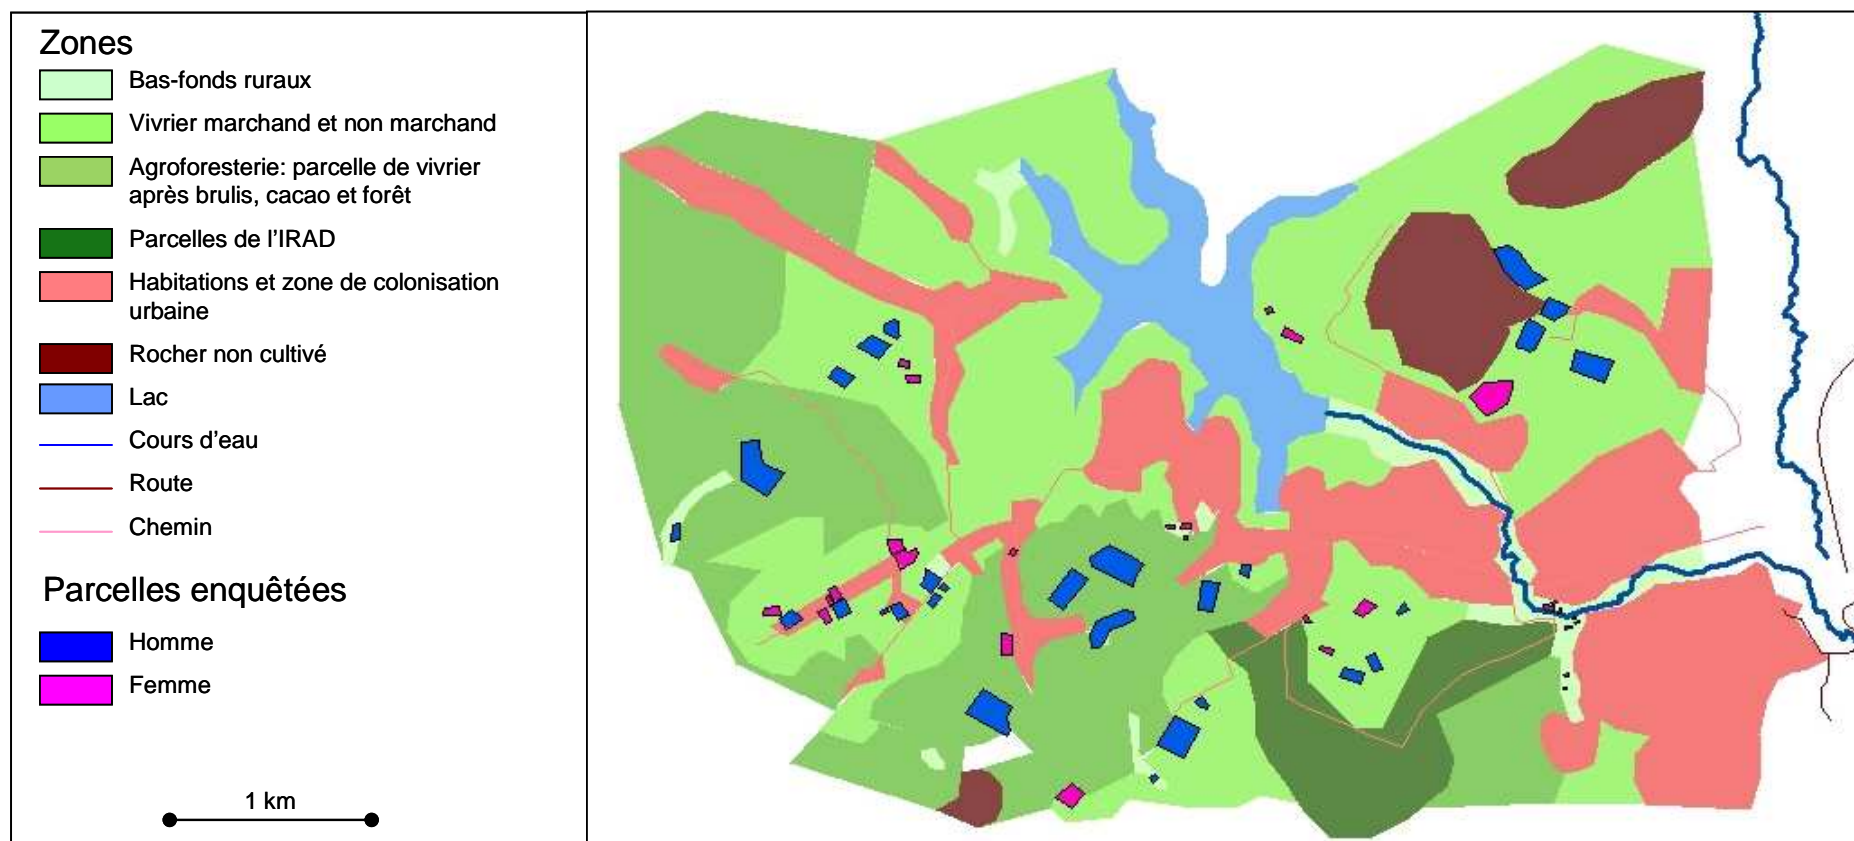 Zones
Bas-fonds ruraux
Vivrier marchand et non marchand
Agroforesterie: parcelle de vivrier
après brulis, cacao et forêt
Parcelles de l'IRAD
Habitations et zone de colonisation
urbaine
Rocher non cultivé
Lac
Cours d'eau
Route
Chemin
Parcelles enquêtées
Homme
Femme
1 km